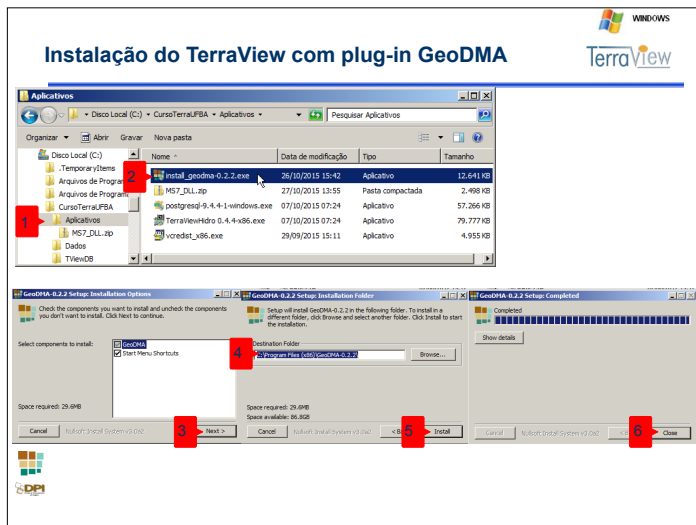 WINDOWS
Instalação do TerraView com plug-in GeoDMA
TerraView
Aplicativos
Disco Local (C:) CursoTerraUFBA Aplicativos
Pesquisar Aplicativos
Organizar Abrir Gravar Nova pasta
Disco Local (C:)
.TemporaryItems
Arquivos de Program
Arquivos de Program
CursoTerraUFBA
1 Aplicativos
MS7_DLL.zip
Dados
TViewDB
Nome Data de modificação Tipo Tamanho
2 install_geodma-0.2.2.exe 26/10/2015 15:42 Aplicativo 12.641 KB
MS7_DLL.zip 27/10/2015 13:55 Pasta compactada 2.498 KB
postgresql-9.4.4-1-windows.exe 07/10/2015 07:24 Aplicativo 57.266 KB
TerraViewHidro 0.4.4-x86.exe 07/10/2015 07:24 Aplicativo 79.777 KB
vcredist_x86.exe 29/09/2015 15:11 Aplicativo 4.955 KB
GeoDMA-0.2.2 Setup: Installation Options
Check the components you want to install and uncheck the components
you don't want to install. Click Next to continue.
Select components to install:
GeoDMA
Start Menu Shortcuts
Space required: 29.6MB
Cancel Nullsoft Install System v3.0a2 3 Next >
GeoDMA-0.2.2 Setup: Installation Folder
Setup will install GeoDMA-0.2.2 in the following folder. To install in a
different folder, click Browse and select another folder. Click Install to start
the installation.
Destination Folder
4 C:\Program Files (x86)\GeoDMA-0.2.2\ Browse...
Space required: 29.6MB
Space available: 86.8GB
Cancel Nullsoft Install System v3.0a2 < B 5 Install
GeoDMA-0.2.2 Setup: Completed
Completed
Show details
Cancel Nullsoft Install System v3.0a2 < B 6 Close
DPI